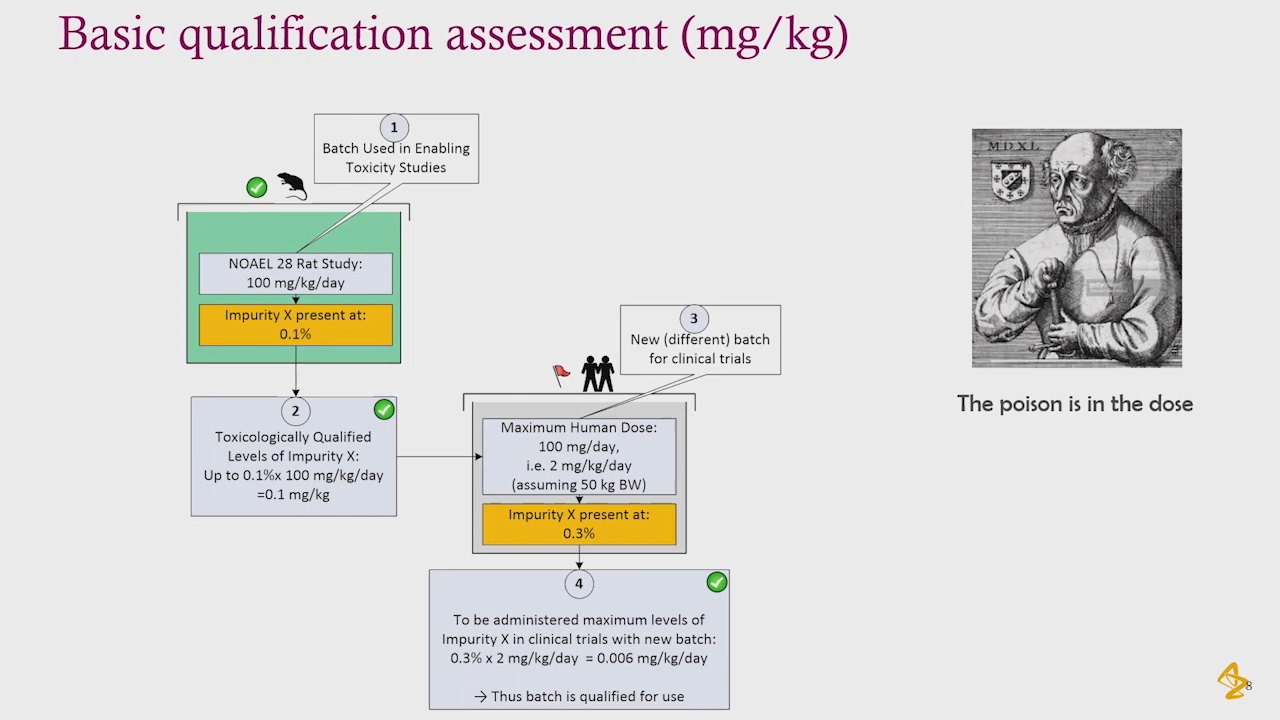 Basic qualification assessment (mg/kg)
1
Batch Used in Enabling
Toxicity Studies
NOAEL 28 Rat Study:
100 mg/kg/day
Impurity X present at:
0.1%
2
Toxicologically Qualified
Levels of Impurity X:
Up to 0.1%x 100 mg/kg/day
=0.1 mg/kg
3
New (different) batch
for clinical trials
Maximum Human Dose:
100 mg/day,
i.e. 2 mg/kg/day
(assuming 50 kg BW)
Impurity X present at:
0.3%
4
To be administered maximum levels of
Impurity X in clinical trials with new batch:
0.3% x 2 mg/kg/day = 0.006 mg/kg/day
→ Thus batch is qualified for use
MDXL
The poison is in the dose
8